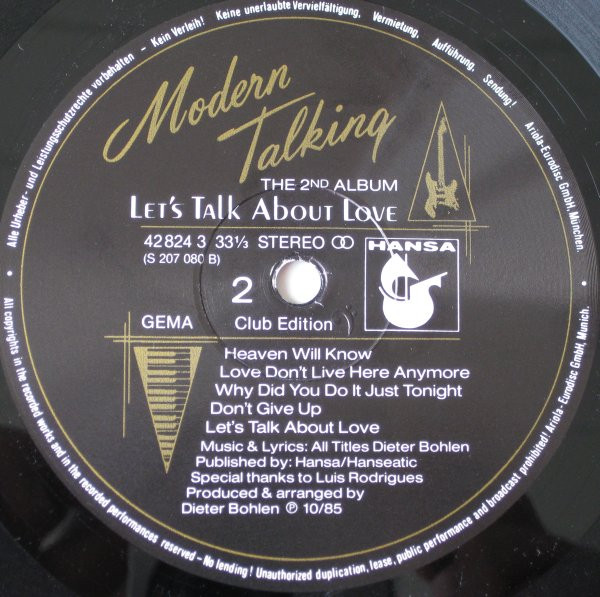 Alle Urheber- und Leistungsschutzrechte vorbehalten - Kein Verleih! Keine unerlaubte Vervielfältigung, Vermietung, Aufführung, Sendung! Ariola-Eurodisc GmbH, München.
Modern
Talking
THE 2ND ALBUM
LET'S TALK ABOUT LOVE
42 824 3 33⅓ STEREO
(S 207 080 B)
HANSA
2
GEMA
Club Edition
Heaven Will Know
Love Don't Live Here Anymore
Why Did You Do It Just Tonight
Don't Give Up
Let's Talk About Love
Music & Lyrics: All Titles Dieter Bohlen
Published by: Hansa/Hanseatic
Special thanks to Luis Rodrigues
Produced & arranged by
Dieter Bohlen ℗ 10/85
All copyrights in the recorded works and in the recorded performances reserved – No lending! Unauthorized duplication, lease, public performance and broadcast prohibited! Ariola - Eurodisc GmbH, Munich.